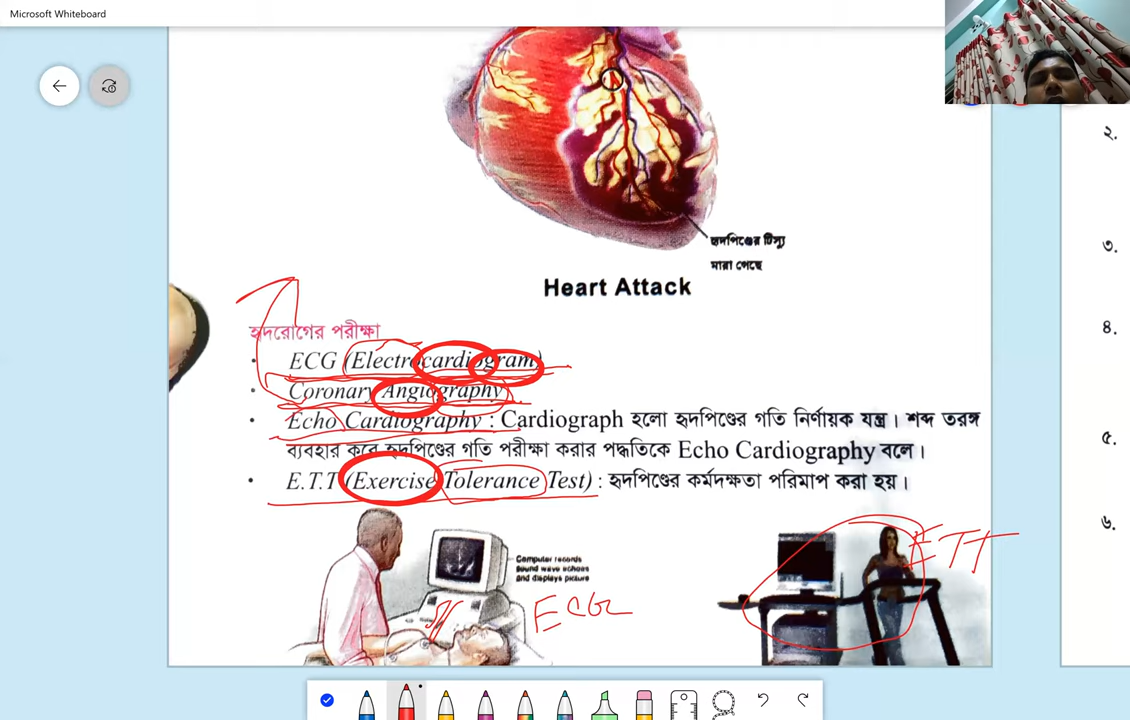 Microsoft Whiteboard
হৃদপিণ্ডের টিস্যু
মারা গেছে
Heart Attack
হৃদরোগের পরীক্ষা
• ECG (Electrocardiogram)
• Coronary Angiography
• Echo Cardiography : Cardiograph হলো হৃদপিণ্ডের গতি নির্ণায়ক যন্ত্র। শব্দ তরঙ্গ
ব্যবহার করে হৃদপিণ্ডের গতি পরীক্ষা করার পদ্ধতিকে Echo Cardiography বলে।
• E.T.T (Exercise Tolerance Test) : হৃদপিণ্ডের কর্মদক্ষতা পরিমাপ করা হয়।
Computer records
sound wave echoes
and displays picture
ECG
ETT
২.
৩.
৪.
৫.
৬.